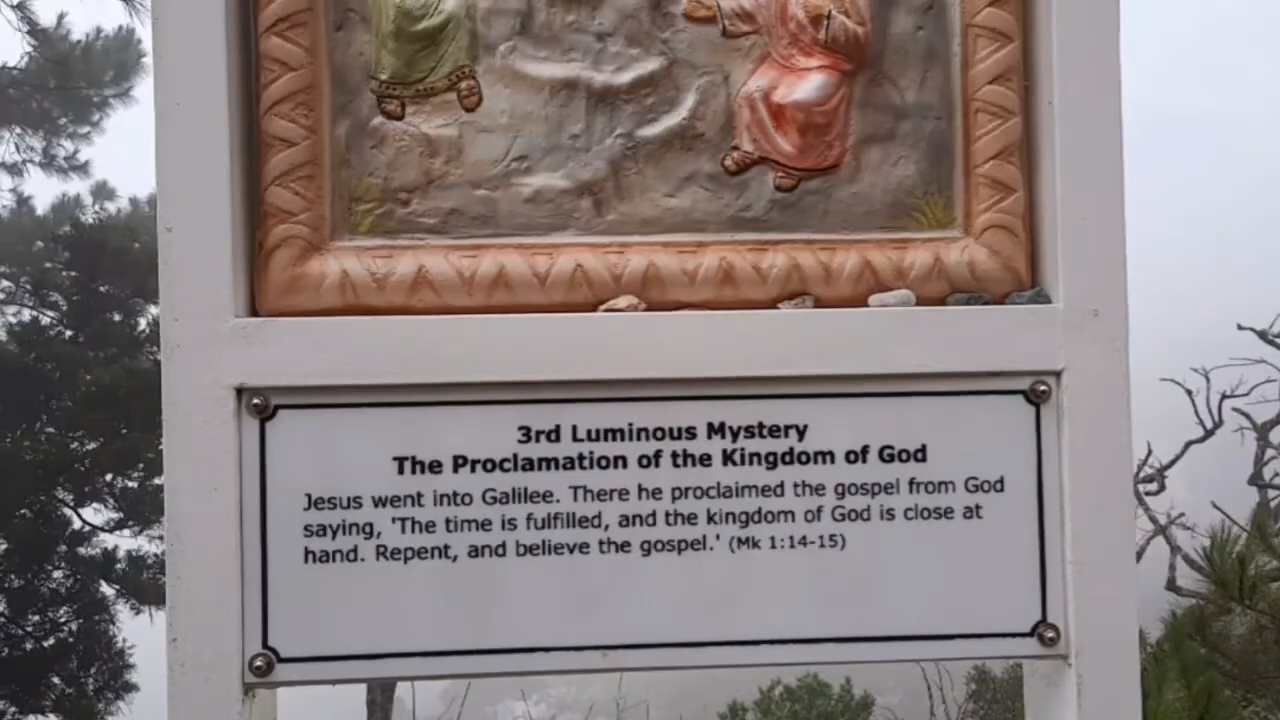 3rd Luminous Mystery
The Proclamation of the Kingdom of God
Jesus went into Galilee. There he proclaimed the gospel from God
saying, 'The time is fulfilled, and the kingdom of God is close at
hand. Repent, and believe the gospel.' (Mk 1:14-15)